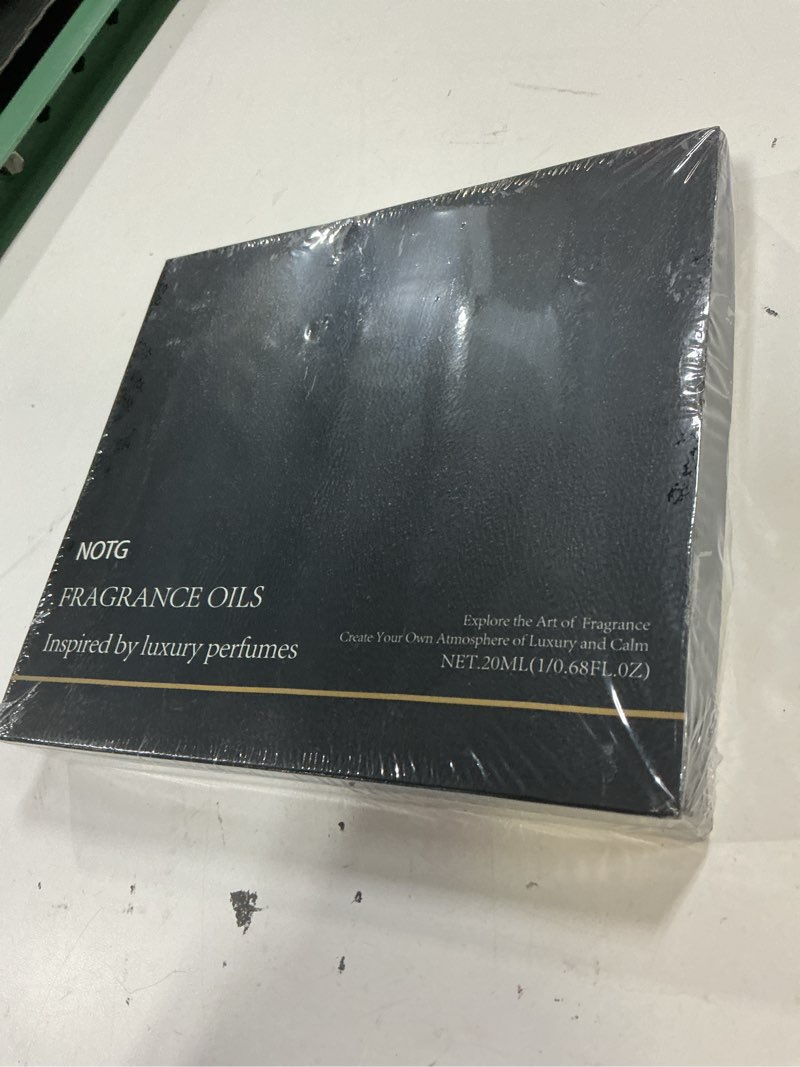 NOTG
FRAGRANCE OILS
Inspired by luxury perfumes
Explore the Art of Fragrance
Create Your Own Atmosphere of Luxury and Calm
NET.20ML(1/0.68FL.0Z)